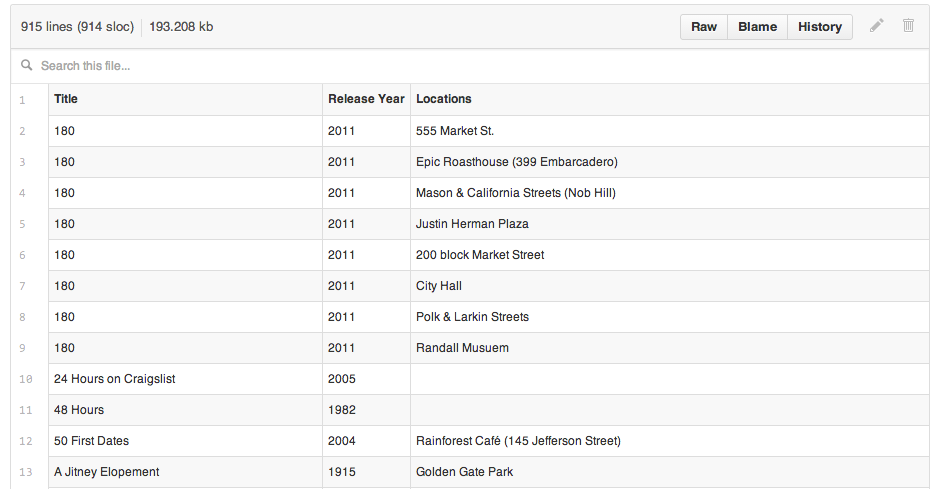 915 lines (914 sloc) 193.208 kb Raw Blame History
Search this file...
1 Title Release Year Locations
2 180 2011 555 Market St.
3 180 2011 Epic Roasthouse (399 Embarcadero)
4 180 2011 Mason & California Streets (Nob Hill)
5 180 2011 Justin Herman Plaza
6 180 2011 200 block Market Street
7 180 2011 City Hall
8 180 2011 Polk & Larkin Streets
9 180 2011 Randall Musuem
10 24 Hours on Craigslist 2005
11 48 Hours 1982
12 50 First Dates 2004 Rainforest Café (145 Jefferson Street)
13 A Jitney Elopement 1915 Golden Gate Park